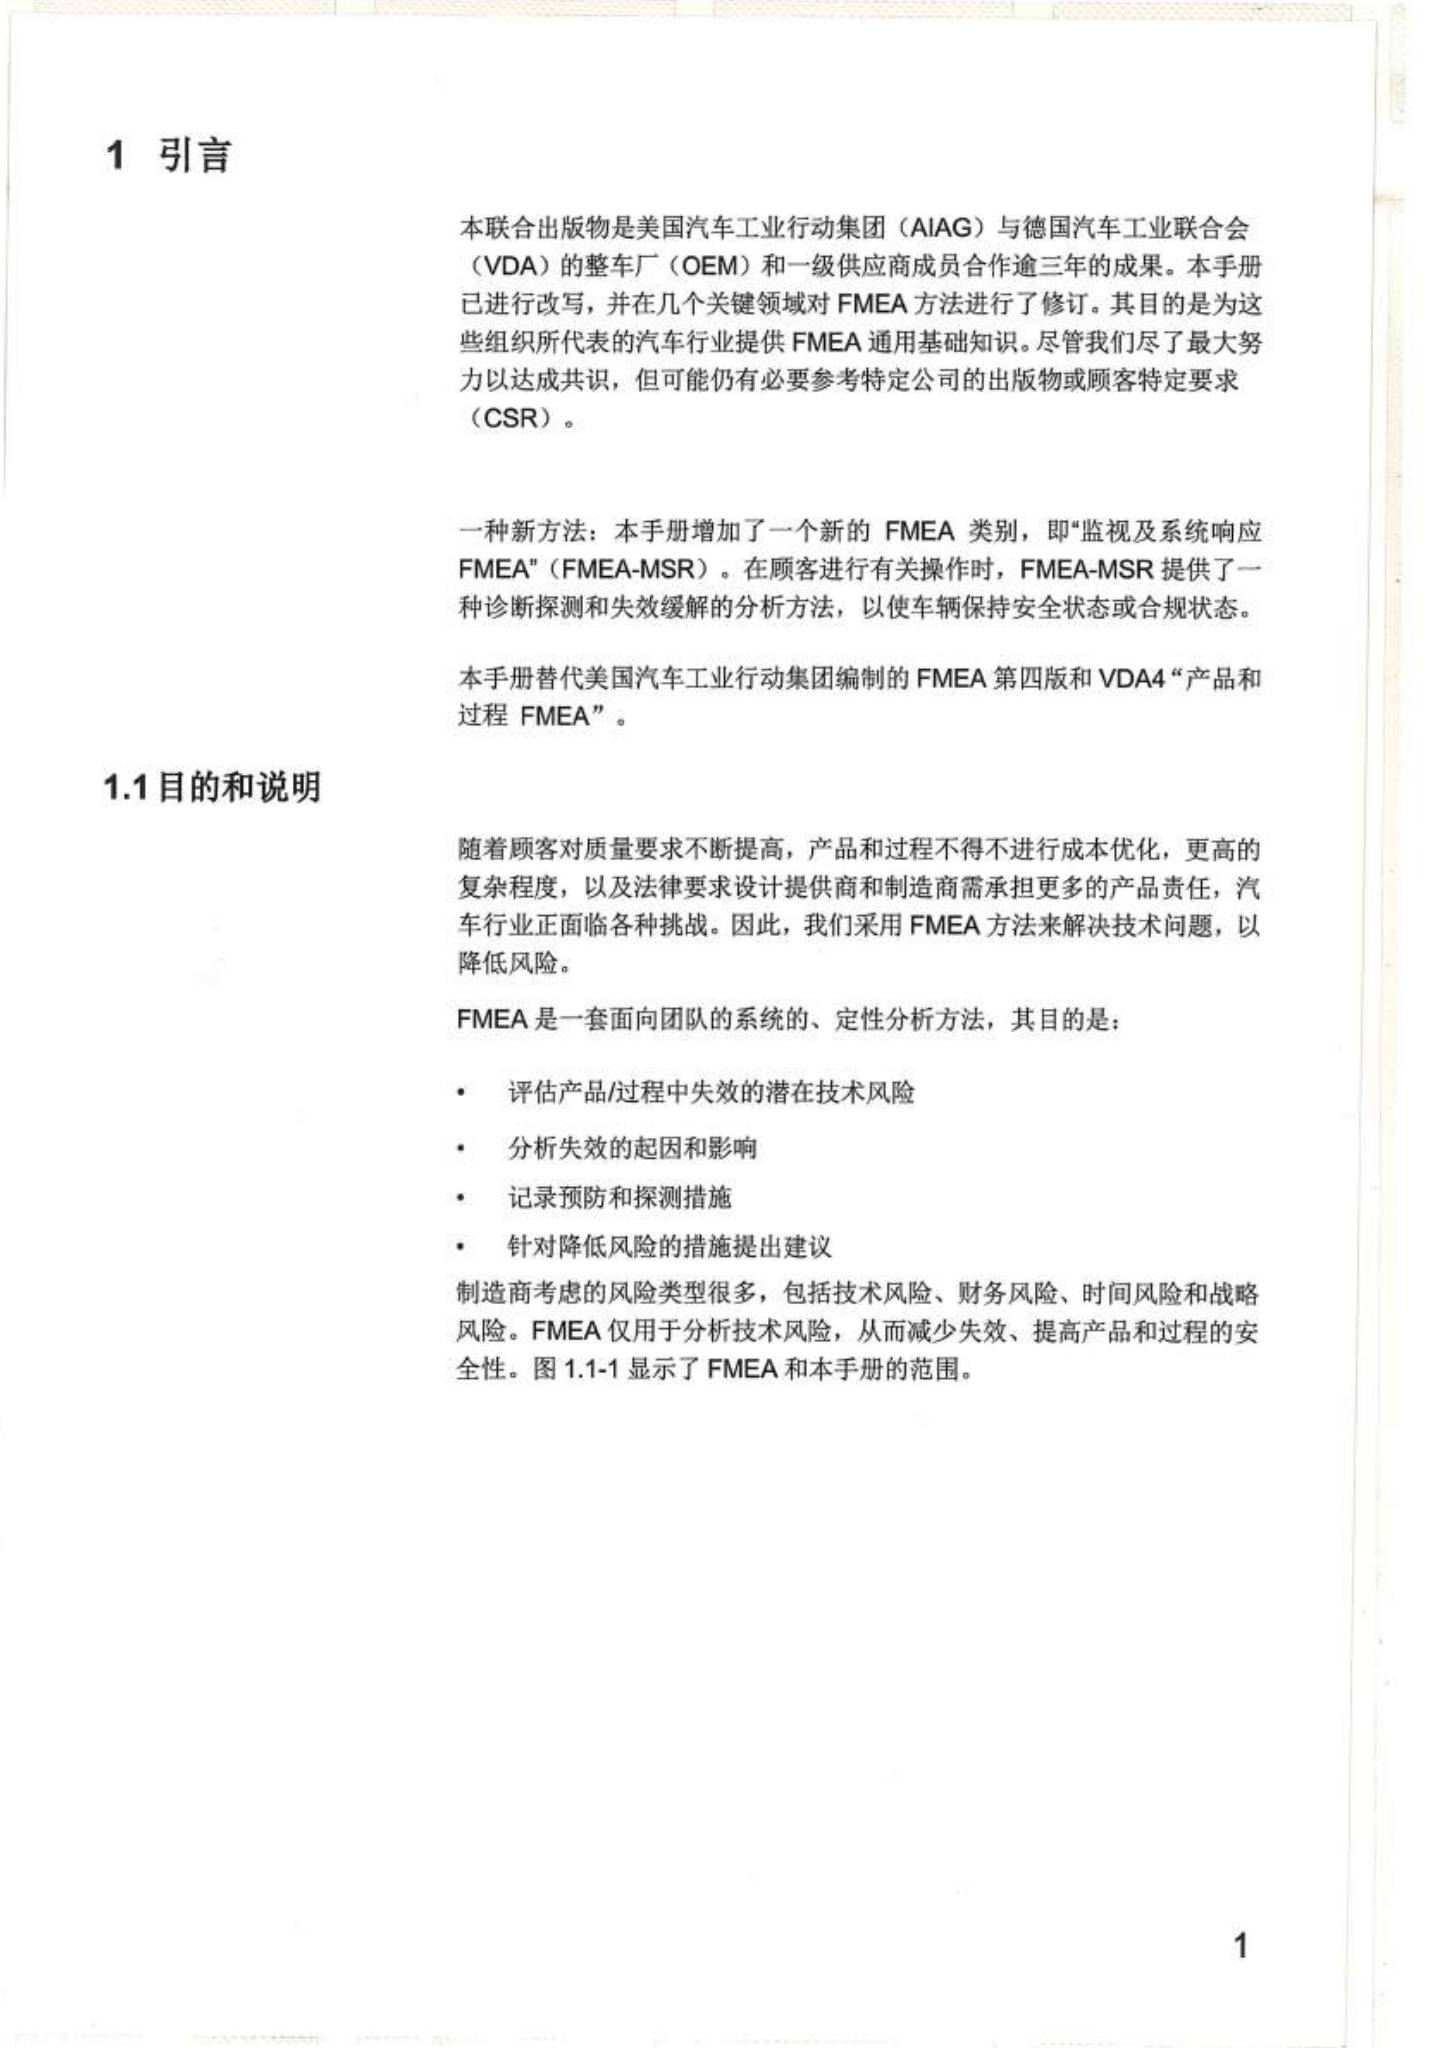 1 引言
本联合出版物是美国汽车工业行动集团（AIAG）与德国汽车工业联合会
（VDA）的整车厂（OEM）和一级供应商成员合作逾三年的成果。本手册
已进行改写，并在几个关键领域对 FMEA 方法进行了修订。其目的是为这
些组织所代表的汽车行业提供 FMEA 通用基础知识。尽管我们尽了最大努
力以达成共识，但可能仍有必要参考特定公司的出版物或顾客特定要求
（CSR）。
一种新方法：本手册增加了一个新的 FMEA 类别，即“监视及系统响应
FMEA”（FMEA-MSR）。在顾客进行有关操作时，FMEA-MSR 提供了一
种诊断探测和失效缓解的分析方法，以使车辆保持安全状态或合规状态。
本手册替代美国汽车工业行动集团编制的 FMEA 第四版和 VDA4“产品和
过程 FMEA”。
1.1目的和说明
随着顾客对质量要求不断提高，产品和过程不得不进行成本优化，更高的
复杂程度，以及法律要求设计提供商和制造商需承担更多的产品责任，汽
车行业正面临各种挑战。因此，我们采用 FMEA 方法来解决技术问题，以
降低风险。
FMEA 是一套面向团队的系统的、定性分析方法，其目的是：
• 评估产品/过程中失效的潜在技术风险
• 分析失效的起因和影响
• 记录预防和探测措施
• 针对降低风险的措施提出建议
制造商考虑的风险类型很多，包括技术风险、财务风险、时间风险和战略
风险。FMEA 仅用于分析技术风险，从而减少失效、提高产品和过程的安
全性。图 1.1-1 显示了 FMEA 和本手册的范围。
1